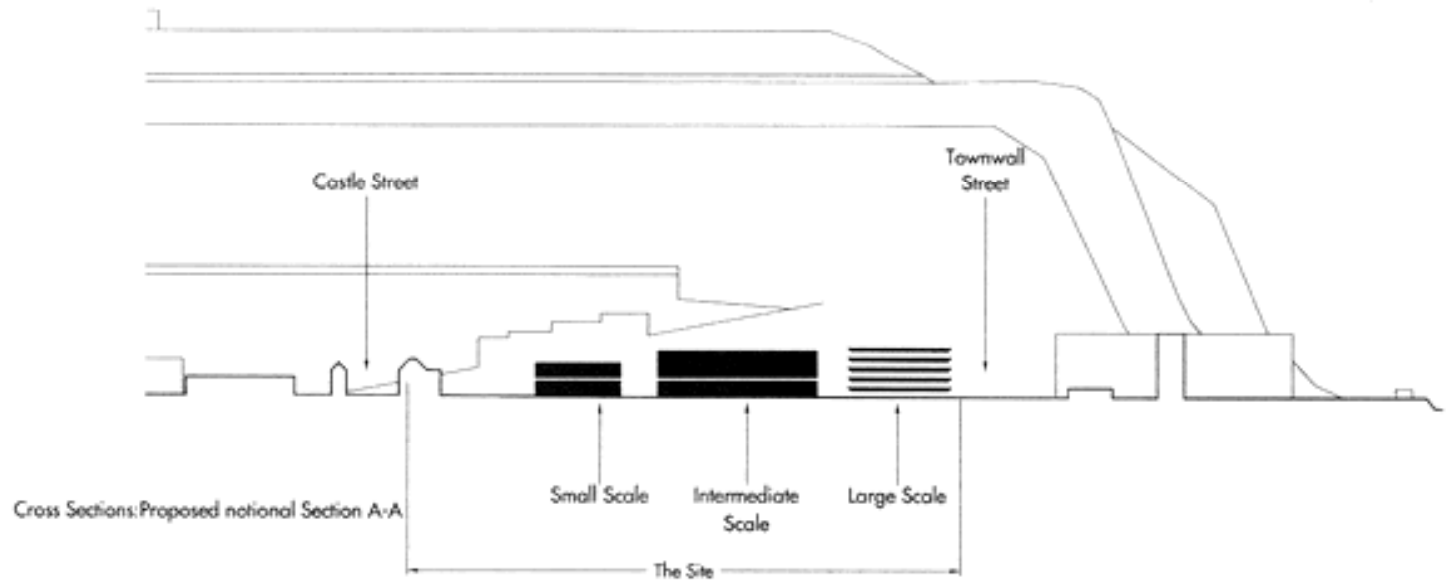 Townwall
Street
Castle Street
Small Scale
Intermediate
Scale
Large Scale
Cross Sections:Proposed notional Section A-A
The Site